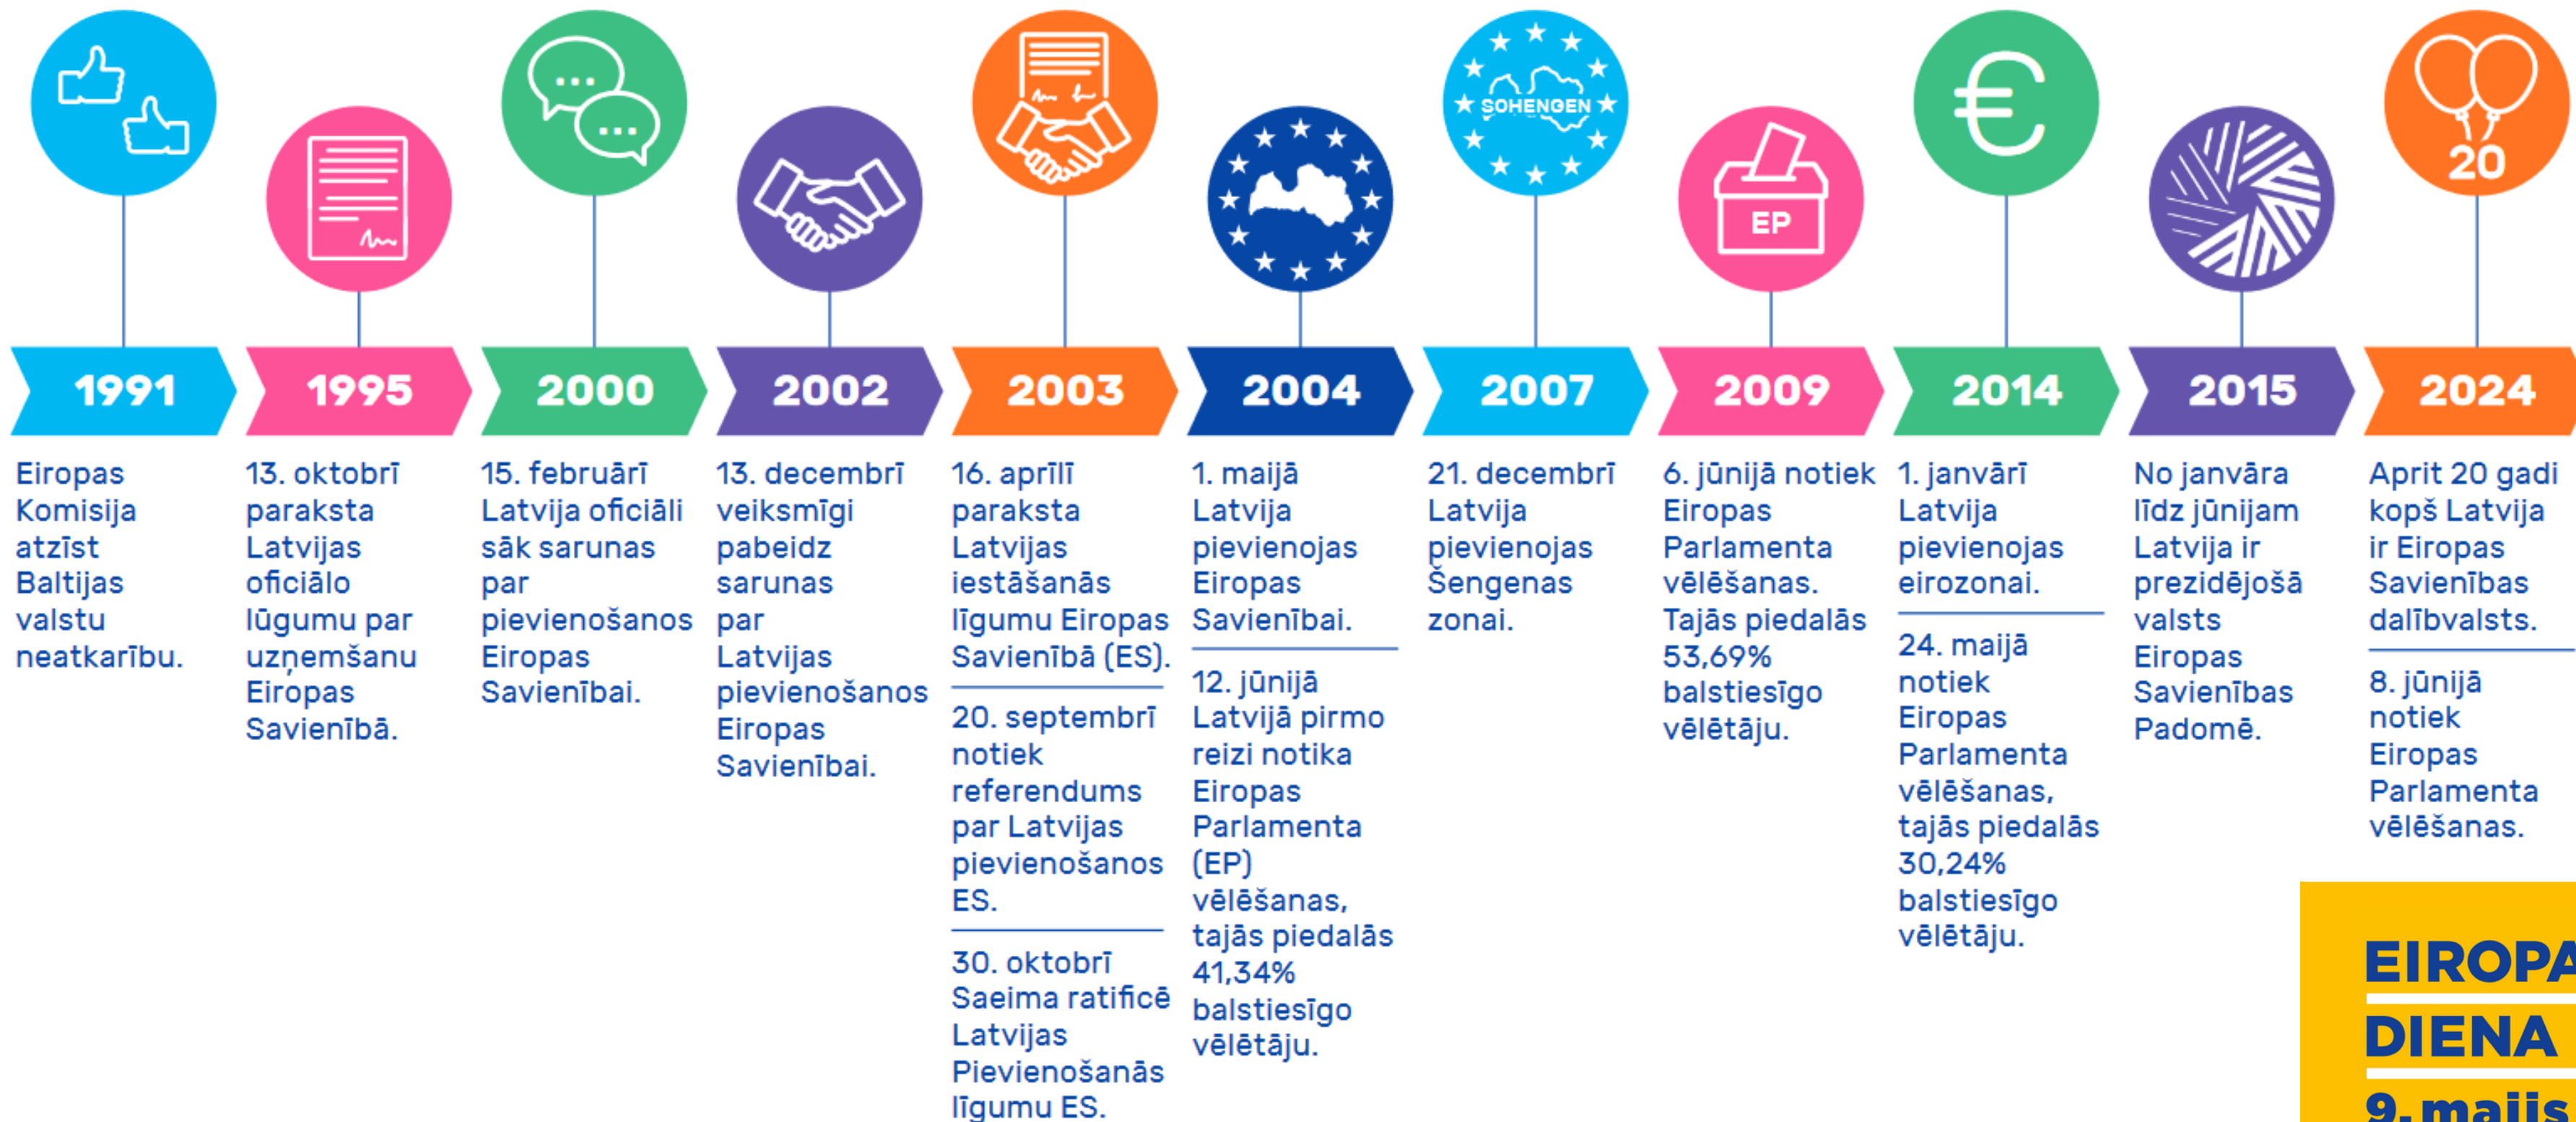 SOHENGEN
EP
20
1991
1995
2000
2002
2003
2004
2007
2009
2014
2015
2024
Eiropas
Komisija
atzīst
Baltijas
valstu
neatkarību.
13. oktobrī
paraksta
Latvijas
oficiālo
lūgumu par
uzņemšanu
Eiropas
Savienībā.
15. februārī
Latvija oficiāli
sāk sarunas
par
pievienošanos
Eiropas
Savienībai.
13. decembrī
veiksmīgi
pabeidz
sarunas
par
Latvijas
pievienošanos
Eiropas
Savienībai.
16. aprīlī
paraksta
Latvijas
iestāšanās
līgumu Eiropas
Savienībā (ES).
20. septembrī
notiek
referendums
par Latvijas
pievienošanos
ES.
30. oktobrī
Saeima ratificē
Latvijas
Pievienošanās
līgumu ES.
1. maijā
Latvija
pievienojas
Eiropas
Savienībai.
12. jūnijā
Latvijā pirmo
reizi notika
Eiropas
Parlamenta
(EP)
vēlēšanas,
tajās piedalās
41,34%
balstiesīgo
vēlētāju.
21. decembrī
Latvija
pievienojas
Šengenas
zonai.
6. jūnijā notiek
Eiropas
Parlamenta
vēlēšanas.
Tajās piedalās
53,69%
balstiesīgo
vēlētāju.
1. janvārī
Latvija
pievienojas
eirozonai.
24. maijā
notiek
Eiropas
Parlamenta
vēlēšanas,
tajās piedalās
30,24%
balstiesīgo
vēlētāju.
No janvāra
līdz jūnijam
Latvija ir
prezidējošā
valsts
Eiropas
Savienības
Padomē.
Aprit 20 gadi
kopš Latvija
ir Eiropas
Savienības
dalībvalsts.
8. jūnijā
notiek
Eiropas
Parlamenta
vēlēšanas.
EIROPA
DIENA
9. maijs